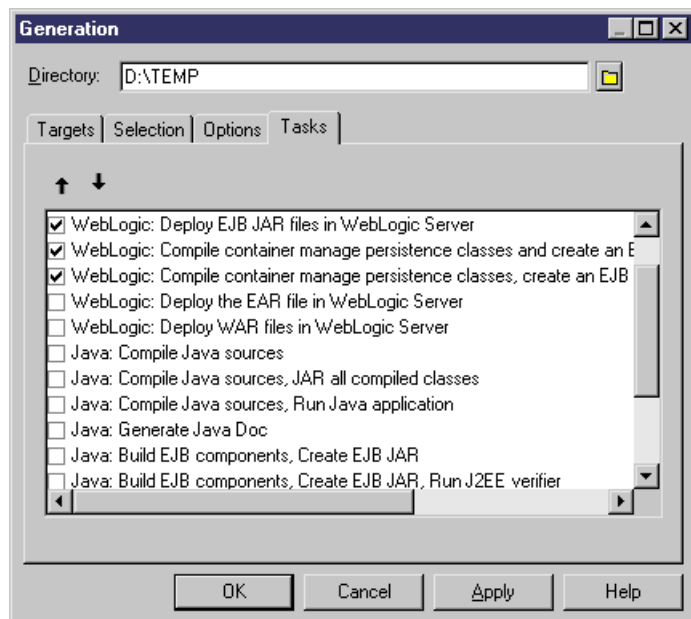 Generation
Directory: D:\TEMP
Targets Selection Options Tasks
WebLogic: Deploy EJB JAR files in WebLogic Server
WebLogic: Compile container manage persistence classes and create an E
WebLogic: Compile container manage persistence classes, create an EJB
WebLogic: Deploy the EAR file in WebLogic Server
WebLogic: Deploy WAR files in WebLogic Server
Java: Compile Java sources
Java: Compile Java sources, JAR all compiled classes
Java: Compile Java sources, Run Java application
Java: Generate Java Doc
Java: Build EJB components, Create EJB JAR
Java: Build EJB components, Create EJB JAR, Run J2EE verifier
OK Cancel Apply Help